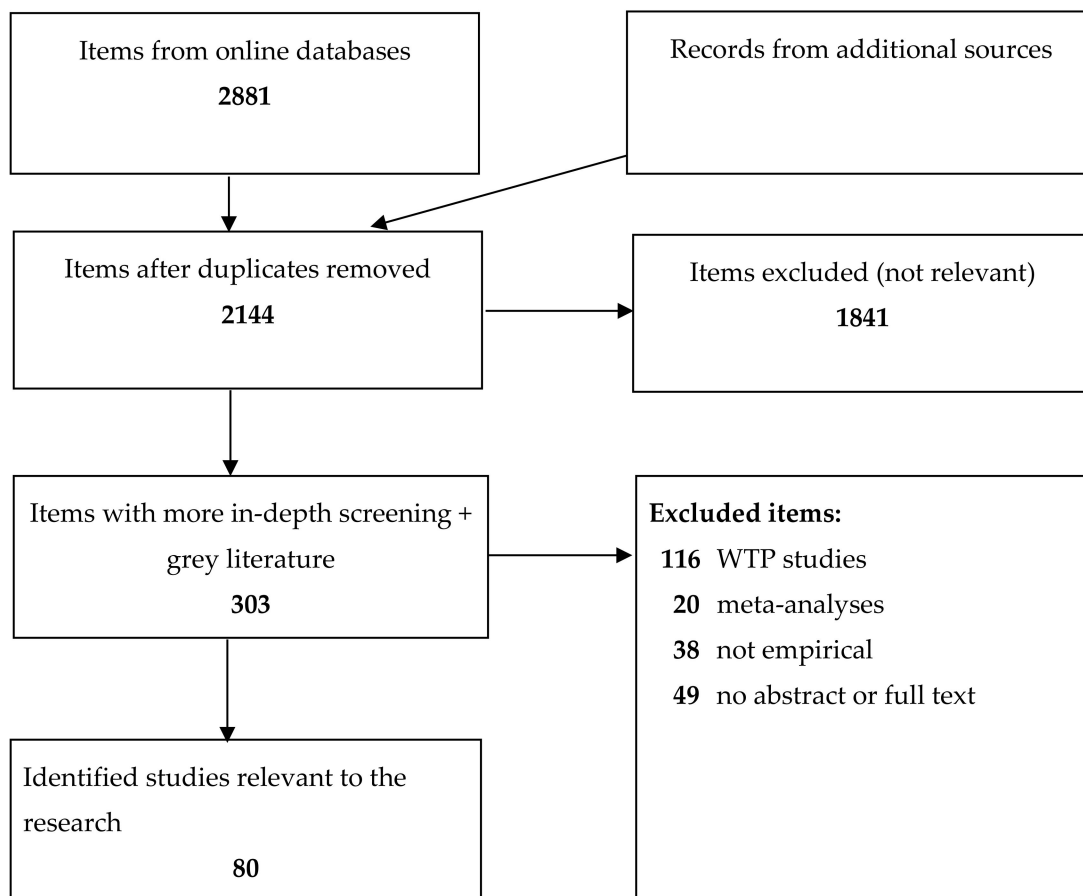 Items from online databases
2881
Records from additional sources
Items after duplicates removed
2144
Items excluded (not relevant)
1841
Items with more in-depth screening +
grey literature
303
Excluded items:
116 WTP studies
20 meta-analyses
38 not empirical
49 no abstract or full text
Identified studies relevant to the
research
80